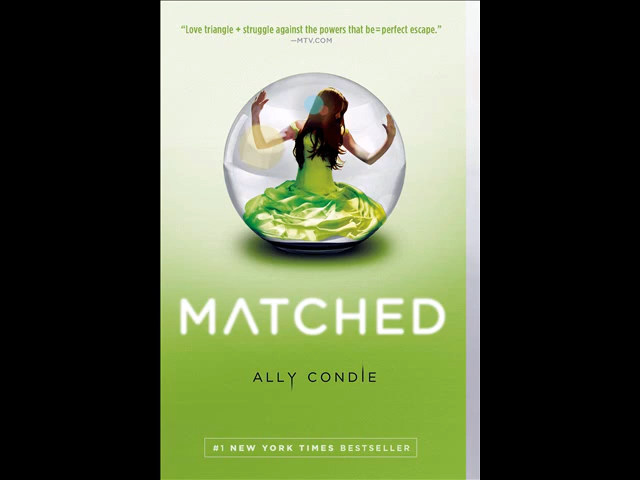 “Love triangle + struggle against the powers that be=perfect escape.”
—MTV.COM
MATCHED
ALLY CONDIE
#1 NEW YORK TIMES BESTSELLER